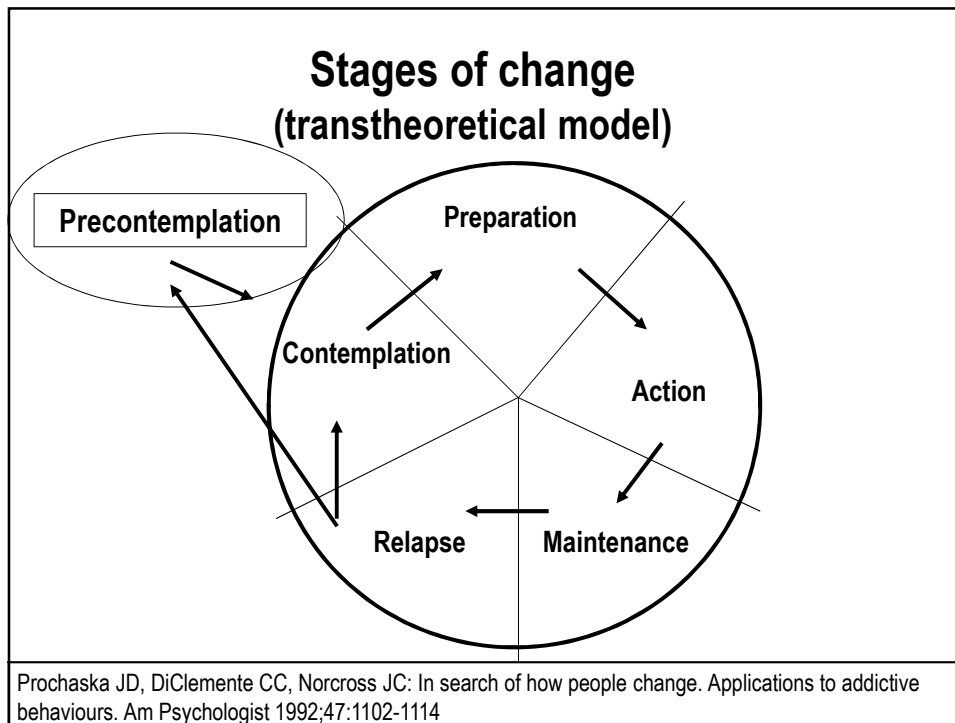 Stages of change
(transtheoretical model)
Precontemplation
Preparation
Contemplation
Action
Relapse
Maintenance
Prochaska JD, DiClemente CC, Norcross JC: In search of how people change. Applications to addictive
behaviours. Am Psychologist 1992;47:1102-1114